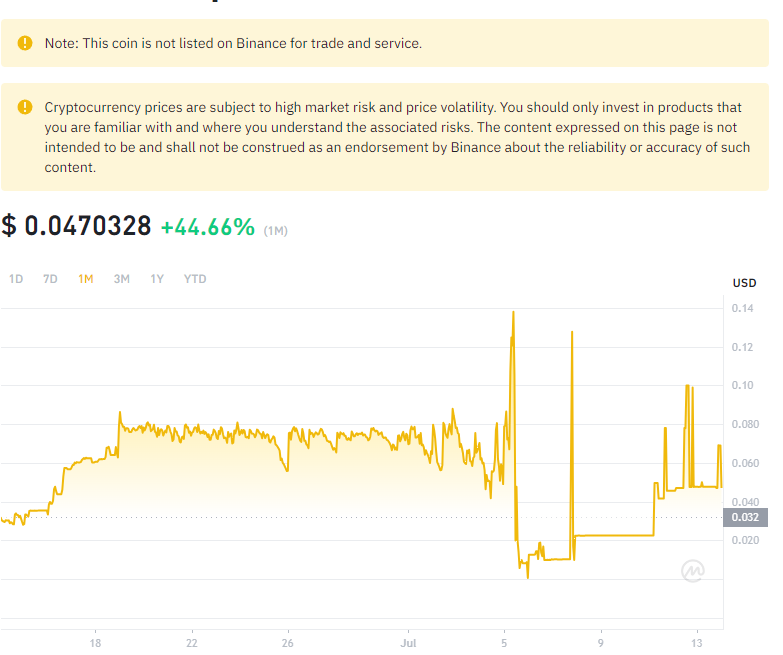 Note: This coin is not listed on Binance for trade and service.
Cryptocurrency prices are subject to high market risk and price volatility. You should only invest in products that
you are familiar with and where you understand the associated risks. The content expressed on this page is not
intended to be and shall not be construed as an endorsement by Binance about the reliability or accuracy of such
content.
$ 0.0470328 +44.66% (1M)
1D 7D 1M 3M 1Y YTD
USD
0.14
0.12
0.10
0.080
0.060
0.040
0.032
0.020
18 22 26 Jul 5 9 13